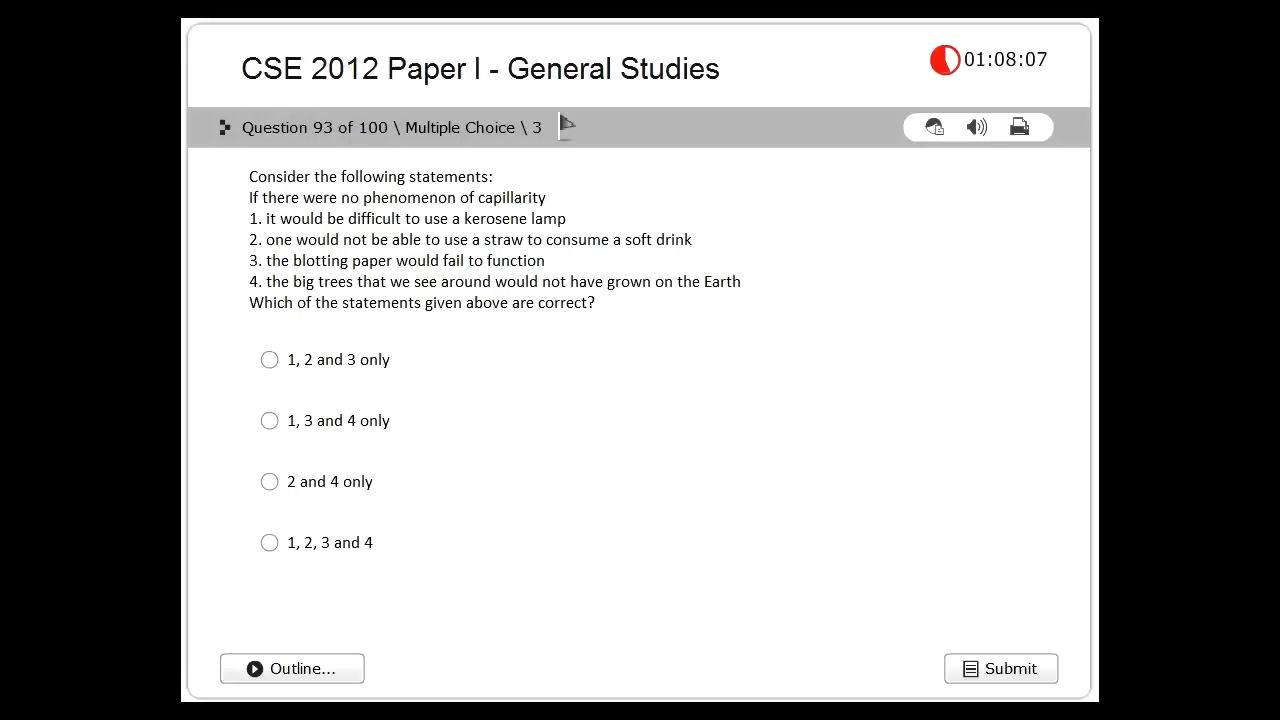 CSE 2012 Paper I - General Studies
01:08:07
Question 93 of 100 \ Multiple Choice \ 3
Consider the following statements:
If there were no phenomenon of capillarity
1. it would be difficult to use a kerosene lamp
2. one would not be able to use a straw to consume a soft drink
3. the blotting paper would fail to function
4. the big trees that we see around would not have grown on the Earth
Which of the statements given above are correct?
1, 2 and 3 only
1, 3 and 4 only
2 and 4 only
1, 2, 3 and 4
Outline...
Submit